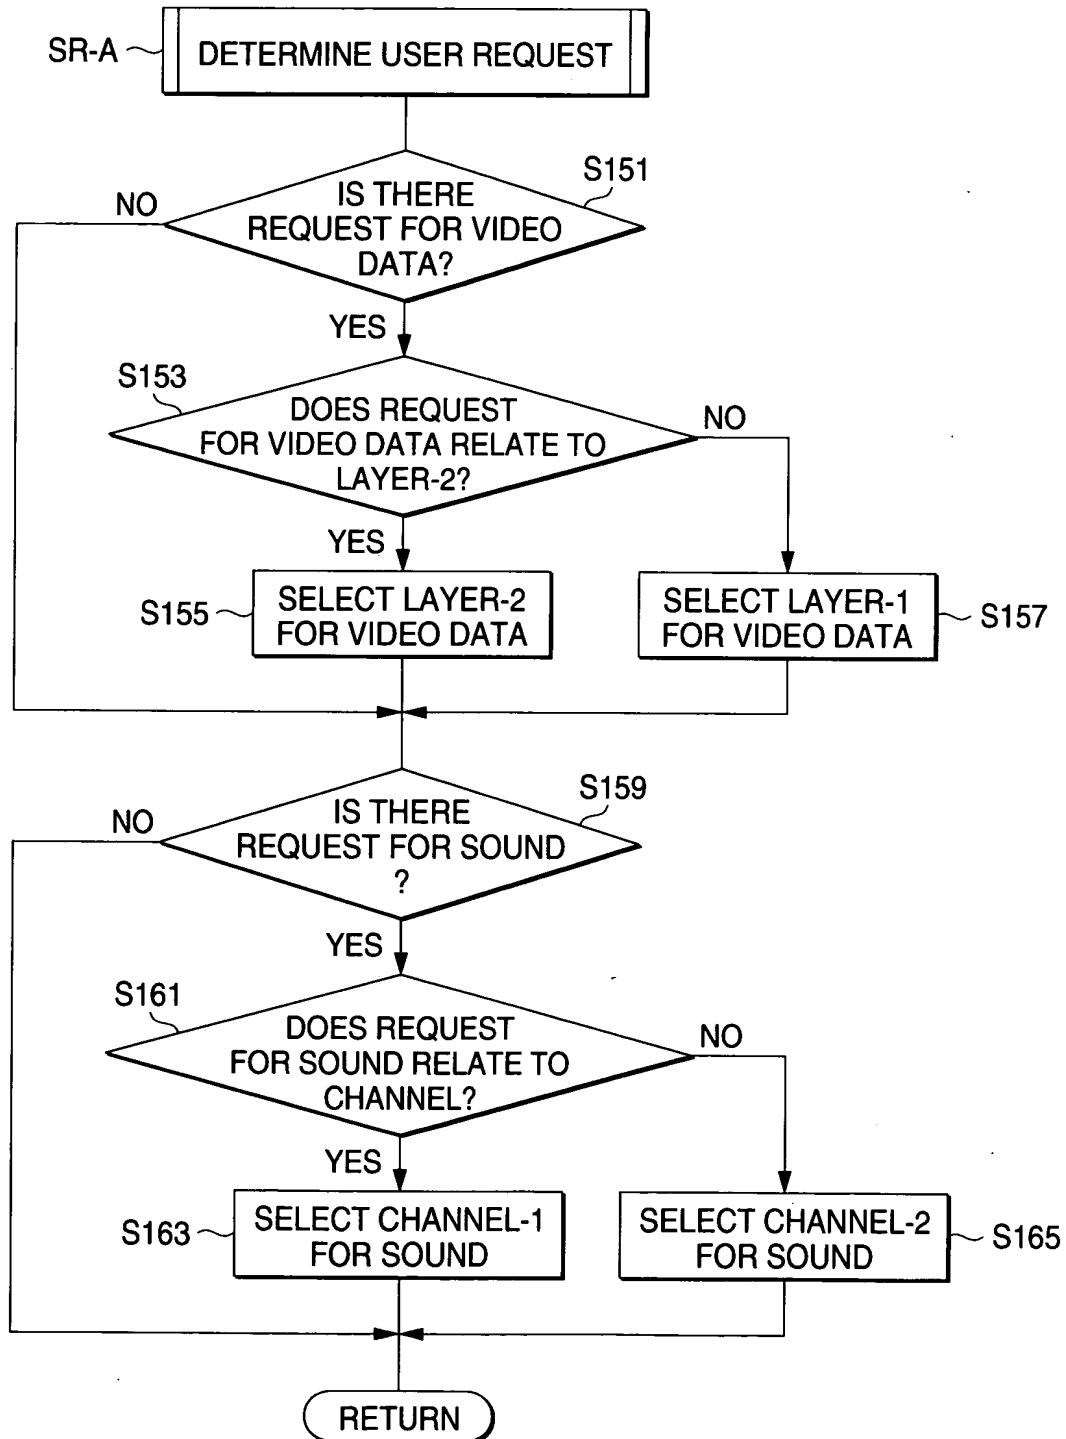 SR-A
DETERMINE USER REQUEST
S151
IS THERE
REQUEST FOR VIDEO
DATA?
NO
YES
S153
DOES REQUEST
FOR VIDEO DATA RELATE TO
LAYER-2?
NO
YES
S155
SELECT LAYER-2
FOR VIDEO DATA
SELECT LAYER-1
FOR VIDEO DATA
S157
S159
IS THERE
REQUEST FOR SOUND
?
NO
YES
S161
DOES REQUEST
FOR SOUND RELATE TO
CHANNEL?
NO
YES
S163
SELECT CHANNEL-1
FOR SOUND
SELECT CHANNEL-2
FOR SOUND
S165
RETURN